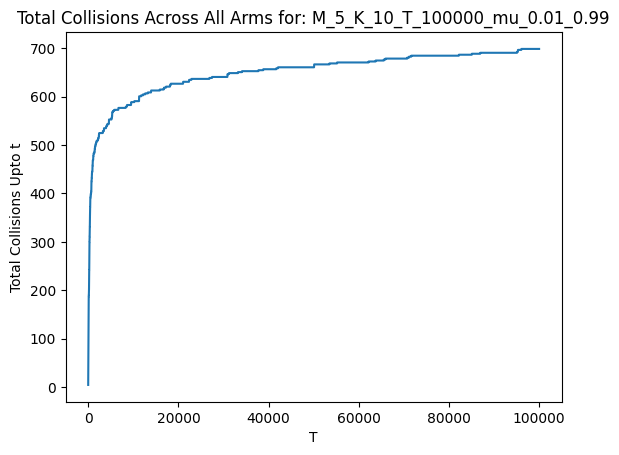 Total Collisions Across All Arms for: M_5_K_10_T_100000_mu_0.01_0.99
Total Collisions Upto t
700
600
500
400
300
200
100
0
0 20000 40000 60000 80000 100000
T